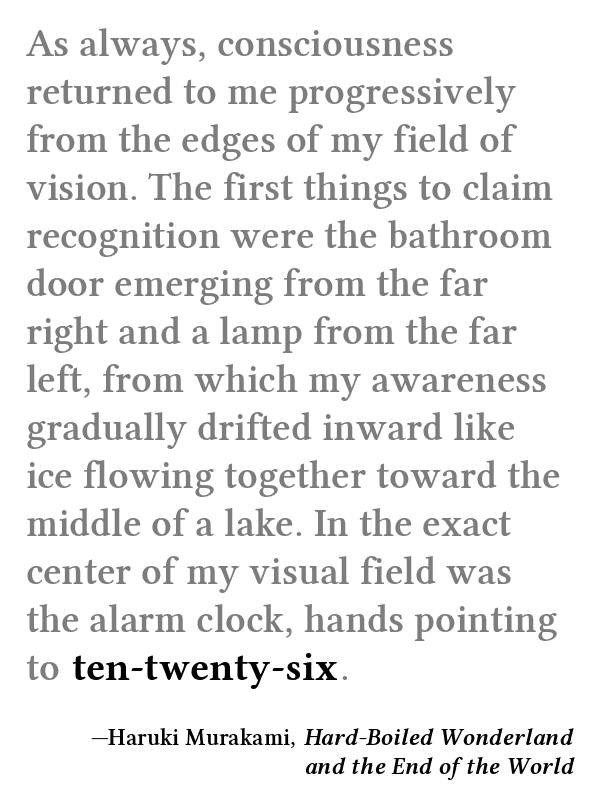 As always, consciousness
returned to me progressively
from the edges of my field of
vision. The first things to claim
recognition were the bathroom
door emerging from the far
right and a lamp from the far
left, from which my awareness
gradually drifted inward like
ice flowing together toward the
middle of a lake. In the exact
center of my visual field was
the alarm clock, hands pointing
to ten-twenty-six.
—Haruki Murakami, Hard-Boiled Wonderland
and the End of the World